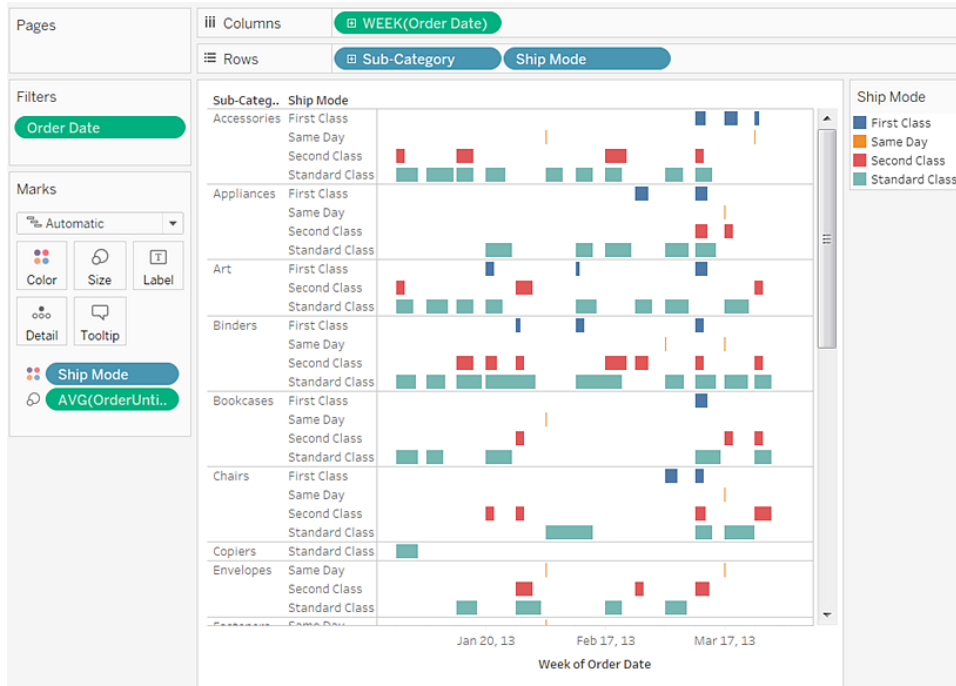 Pages
Columns
WEEK(Order Date)
Rows
Sub-Category
Ship Mode
Filters
Order Date
Marks
Automatic
Color
Size
Label
Detail
Tooltip
Ship Mode
AVG(OrderUnti..
Sub-Categ.. Ship Mode
Accessories First Class
Same Day
Second Class
Standard Class
Appliances First Class
Same Day
Second Class
Standard Class
Art First Class
Second Class
Standard Class
Binders First Class
Same Day
Second Class
Standard Class
Bookcases First Class
Same Day
Second Class
Standard Class
Chairs First Class
Same Day
Second Class
Standard Class
Copiers Standard Class
Envelopes Same Day
Second Class
Standard Class
Fasteners Same Day
Jan 20, 13 Feb 17, 13 Mar 17, 13
Week of Order Date
Ship Mode
First Class
Same Day
Second Class
Standard Class